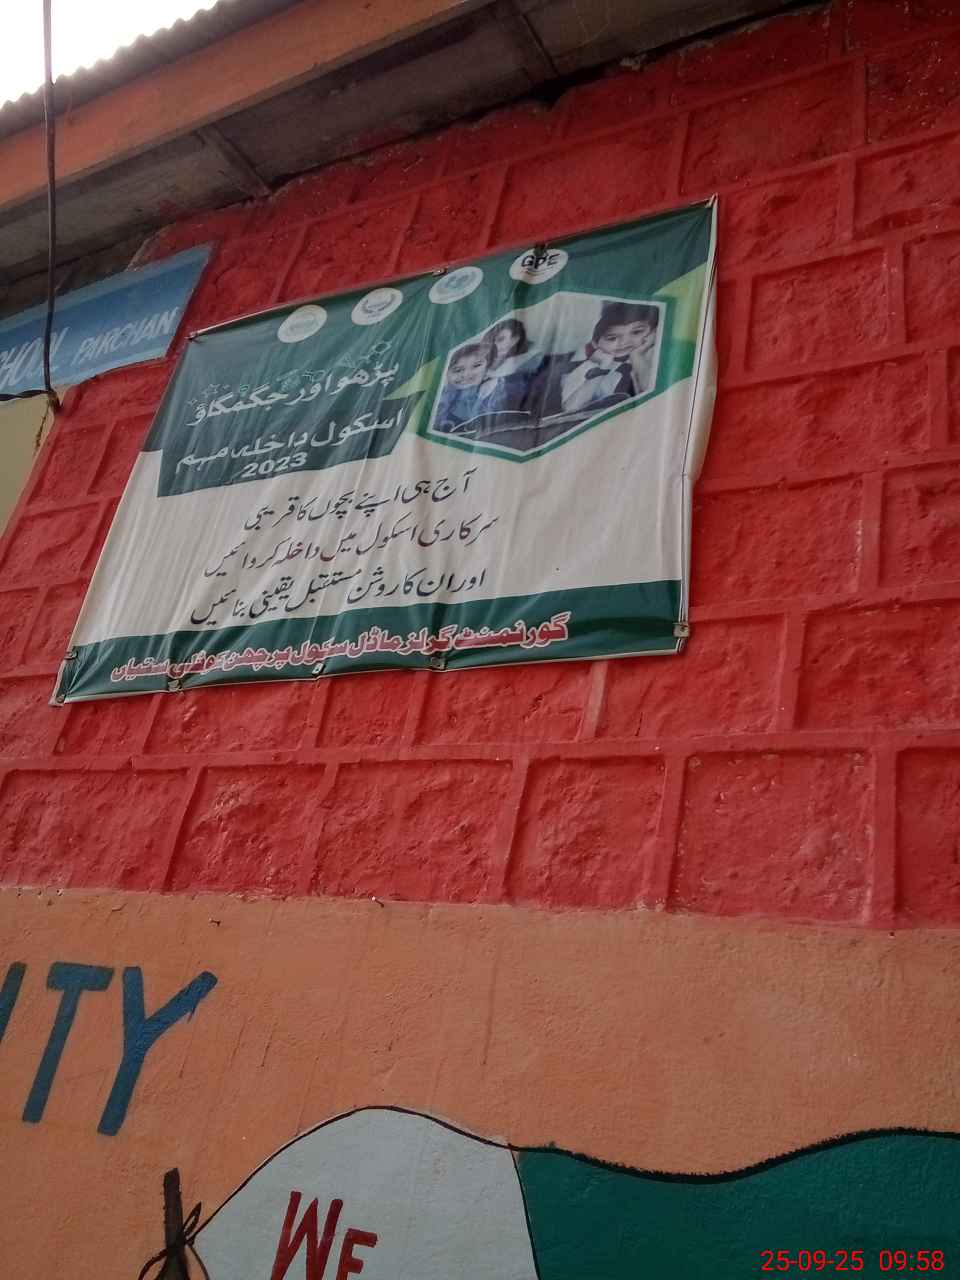 GPE
پڑھو اور جگمگاؤ
اسکول داخلہ مہم
2023
آج ہی اپنے بچوں کا قریبی
سرکاری اسکول میں داخلہ کروائیں
اور ان کا روشن مستقبل یقینی بنائیں
گورنمنٹ گرلز ماڈل سکول پرچھن کوٹلی ستیاں
PARCHAN
ITY
WE
25-09-25 09:58